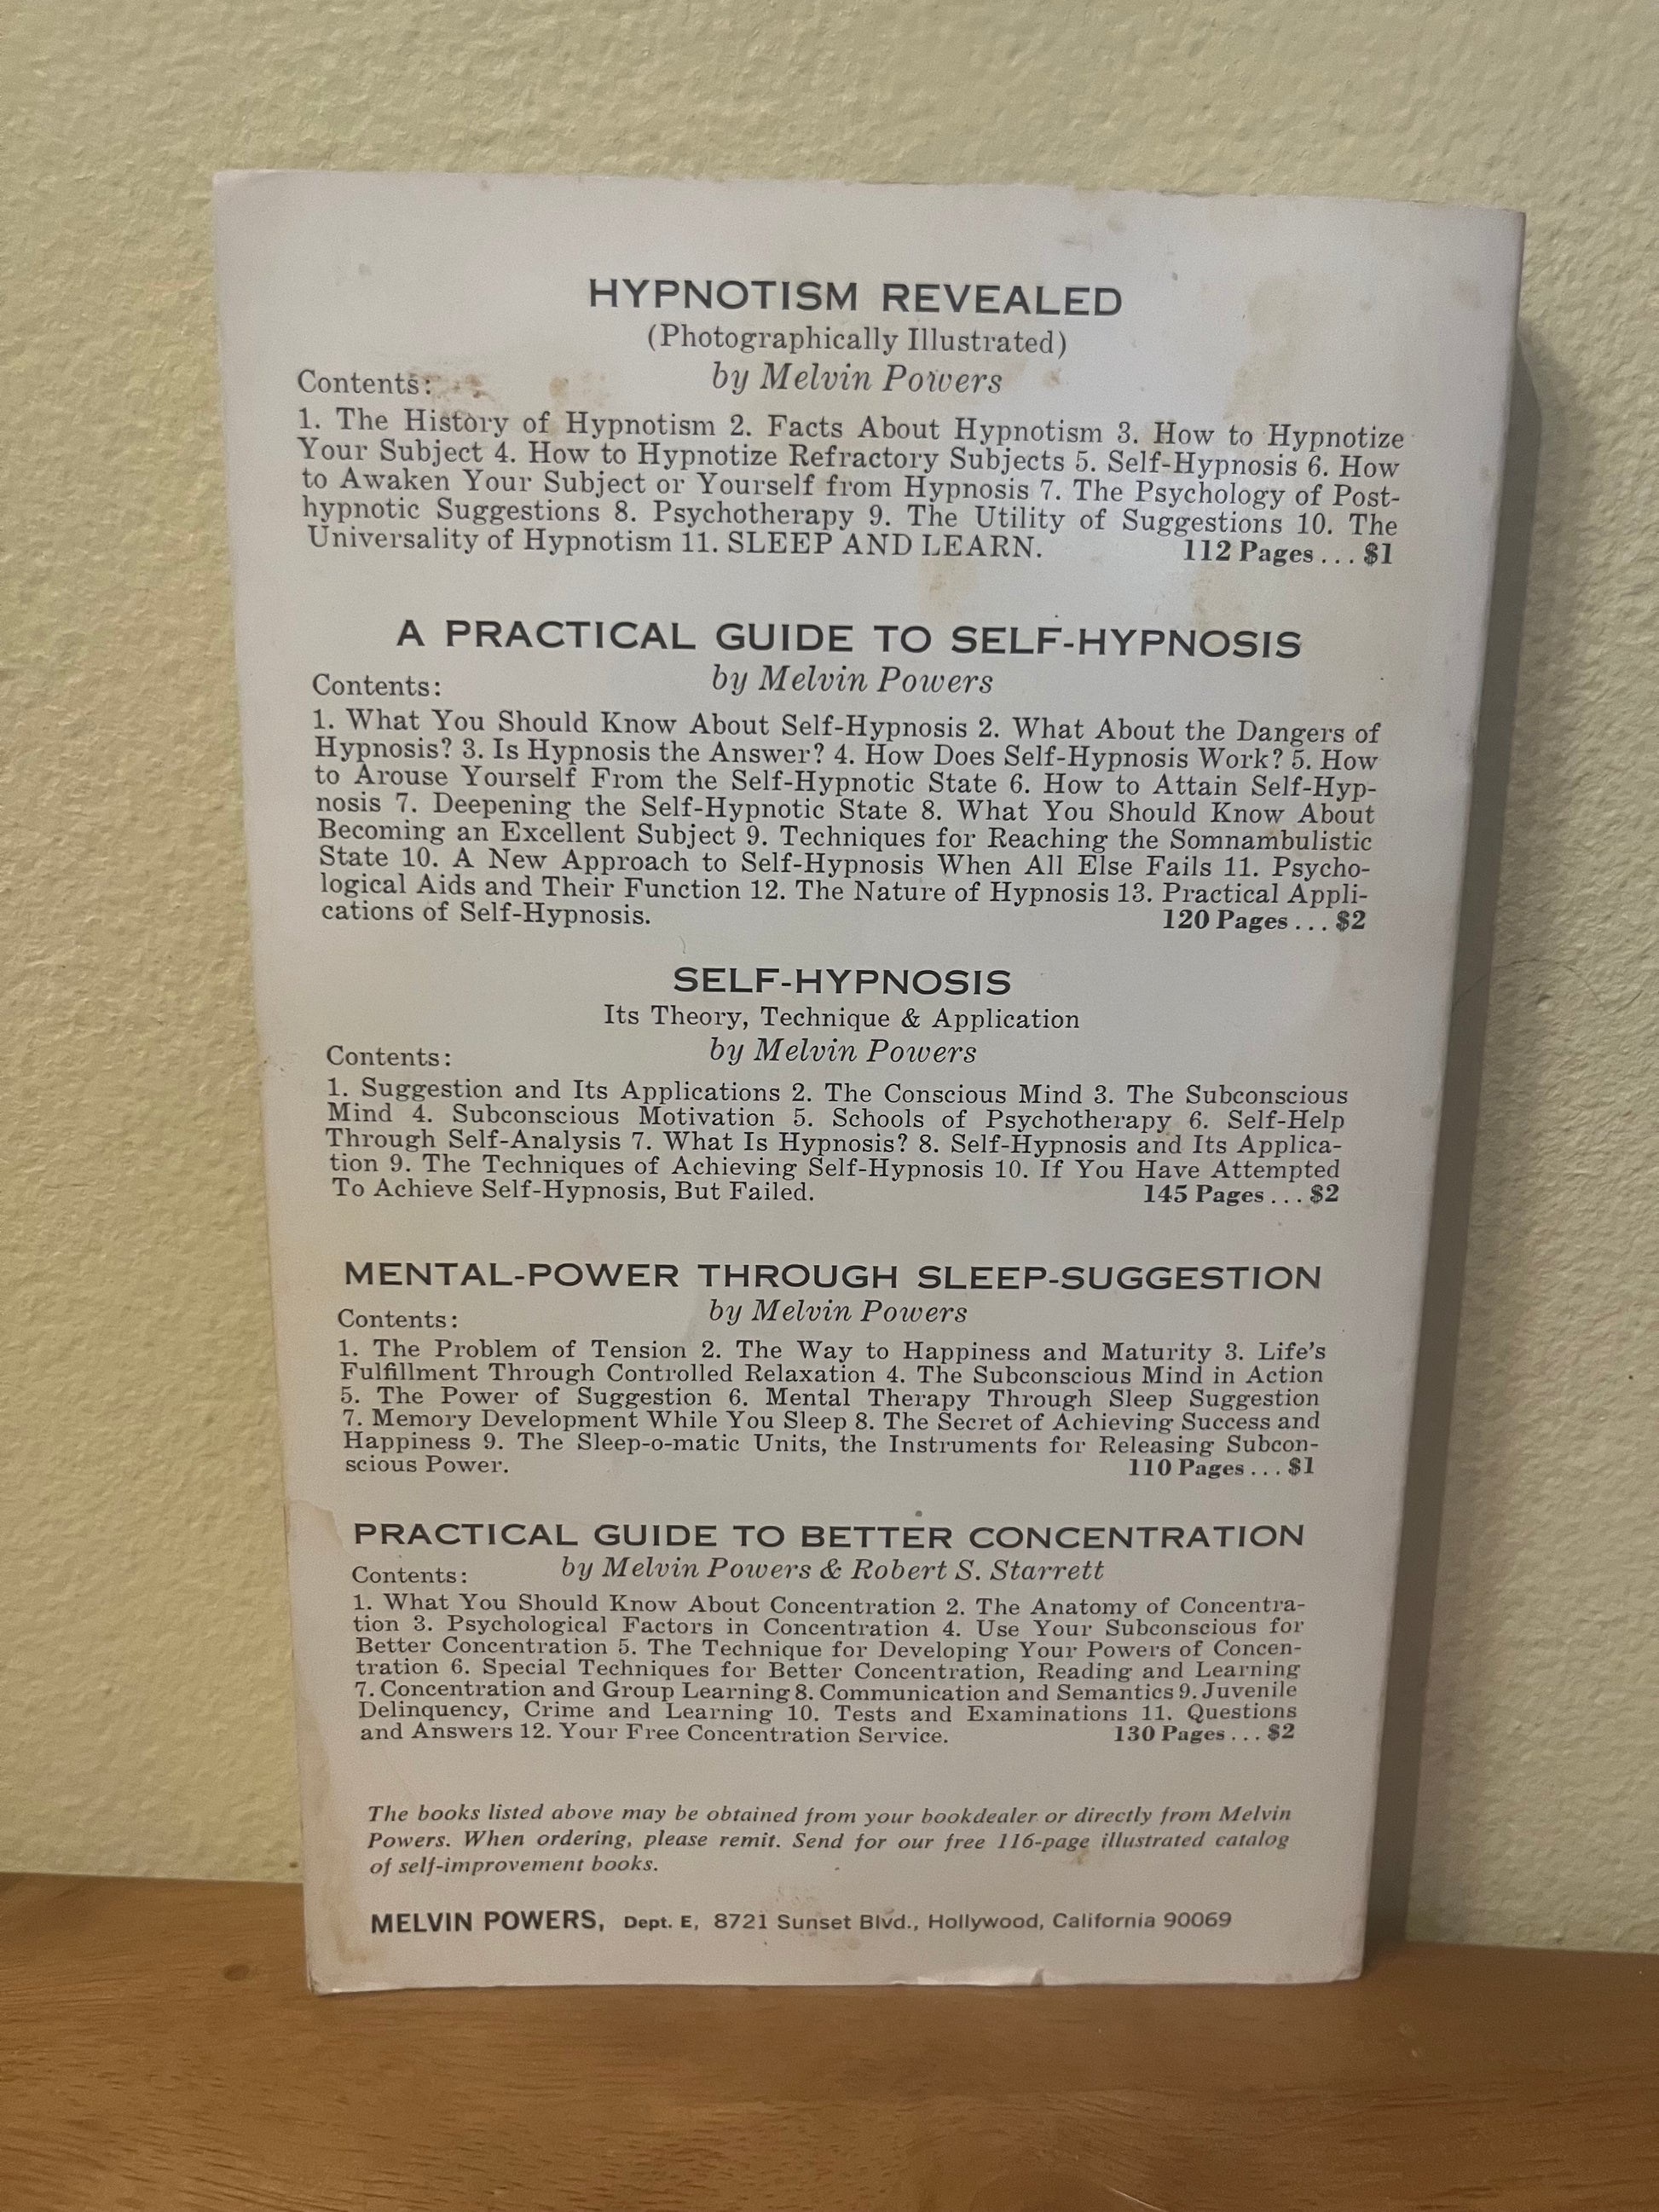 HYPNOTISM REVEALED
(Photographically Illustrated)
by Melvin Powers
Contents:
1. The History of Hypnotism 2. Facts About Hypnotism 3. How to Hypnotize
Your Subject 4. How to Hypnotize Refractory Subjects 5. Self-Hypnosis 6. How
to Awaken Your Subject or Yourself from Hypnosis 7. The Psychology of Post-
hypnotic Suggestions 8. Psychotherapy 9. The Utility of Suggestions 10. The
Universality of Hypnotism 11. SLEEP AND LEARN. 112 Pages . . . $1
A PRACTICAL GUIDE TO SELF-HYPNOSIS
by Melvin Powers
Contents:
1. What You Should Know About Self-Hypnosis 2. What About the Dangers of
Hypnosis? 3. Is Hypnosis the Answer? 4. How Does Self-Hypnosis Work? 5. How
to Arouse Yourself From the Self-Hypnotic State 6. How to Attain Self-Hyp-
nosis 7. Deepening the Self-Hypnotic State 8. What You Should Know About
Becoming an Excellent Subject 9. Techniques for Reaching the Somnambulistic
State 10. A New Approach to Self-Hypnosis When All Else Fails 11. Psycho-
logical Aids and Their Function 12. The Nature of Hypnosis 13. Practical Appli-
cations of Self-Hypnosis. 120 Pages . . . $2
SELF-HYPNOSIS
Its Theory, Technique & Application
by Melvin Powers
Contents:
1. Suggestion and Its Applications 2. The Conscious Mind 3. The Subconscious
Mind 4. Subconscious Motivation 5. Schools of Psychotherapy 6. Self-Help
Through Self-Analysis 7. What Is Hypnosis? 8. Self-Hypnosis and Its Applica-
tion 9. The Techniques of Achieving Self-Hypnosis 10. If You Have Attempted
To Achieve Self-Hypnosis, But Failed. 145 Pages . . . $2
MENTAL-POWER THROUGH SLEEP-SUGGESTION
by Melvin Powers
Contents:
1. The Problem of Tension 2. The Way to Happiness and Maturity 3. Life's
Fulfillment Through Controlled Relaxation 4. The Subconscious Mind in Action
5. The Power of Suggestion 6. Mental Therapy Through Sleep Suggestion
7. Memory Development While You Sleep 8. The Secret of Achieving Success and
Happiness 9. The Sleep-o-matic Units, the Instruments for Releasing Subcon-
scious Power. 110 Pages . . . $1
PRACTICAL GUIDE TO BETTER CONCENTRATION
by Melvin Powers & Robert S. Starrett
Contents:
1. What You Should Know About Concentration 2. The Anatomy of Concentra-
tion 3. Psychological Factors in Concentration 4. Use Your Subconscious for
Better Concentration 5. The Technique for Developing Your Powers of Concen-
tration 6. Special Techniques for Better Concentration, Reading and Learning
7. Concentration and Group Learning 8. Communication and Semantics 9. Juvenile
Delinquency, Crime and Learning 10. Tests and Examinations 11. Questions
and Answers 12. Your Free Concentration Service. 130 Pages . . . $2
The books listed above may be obtained from your bookdealer or directly from Melvin
Powers. When ordering, please remit. Send for our free 116-page illustrated catalog
of self-improvement books.
MELVIN POWERS, Dept. E, 8721 Sunset Blvd., Hollywood, California 90069